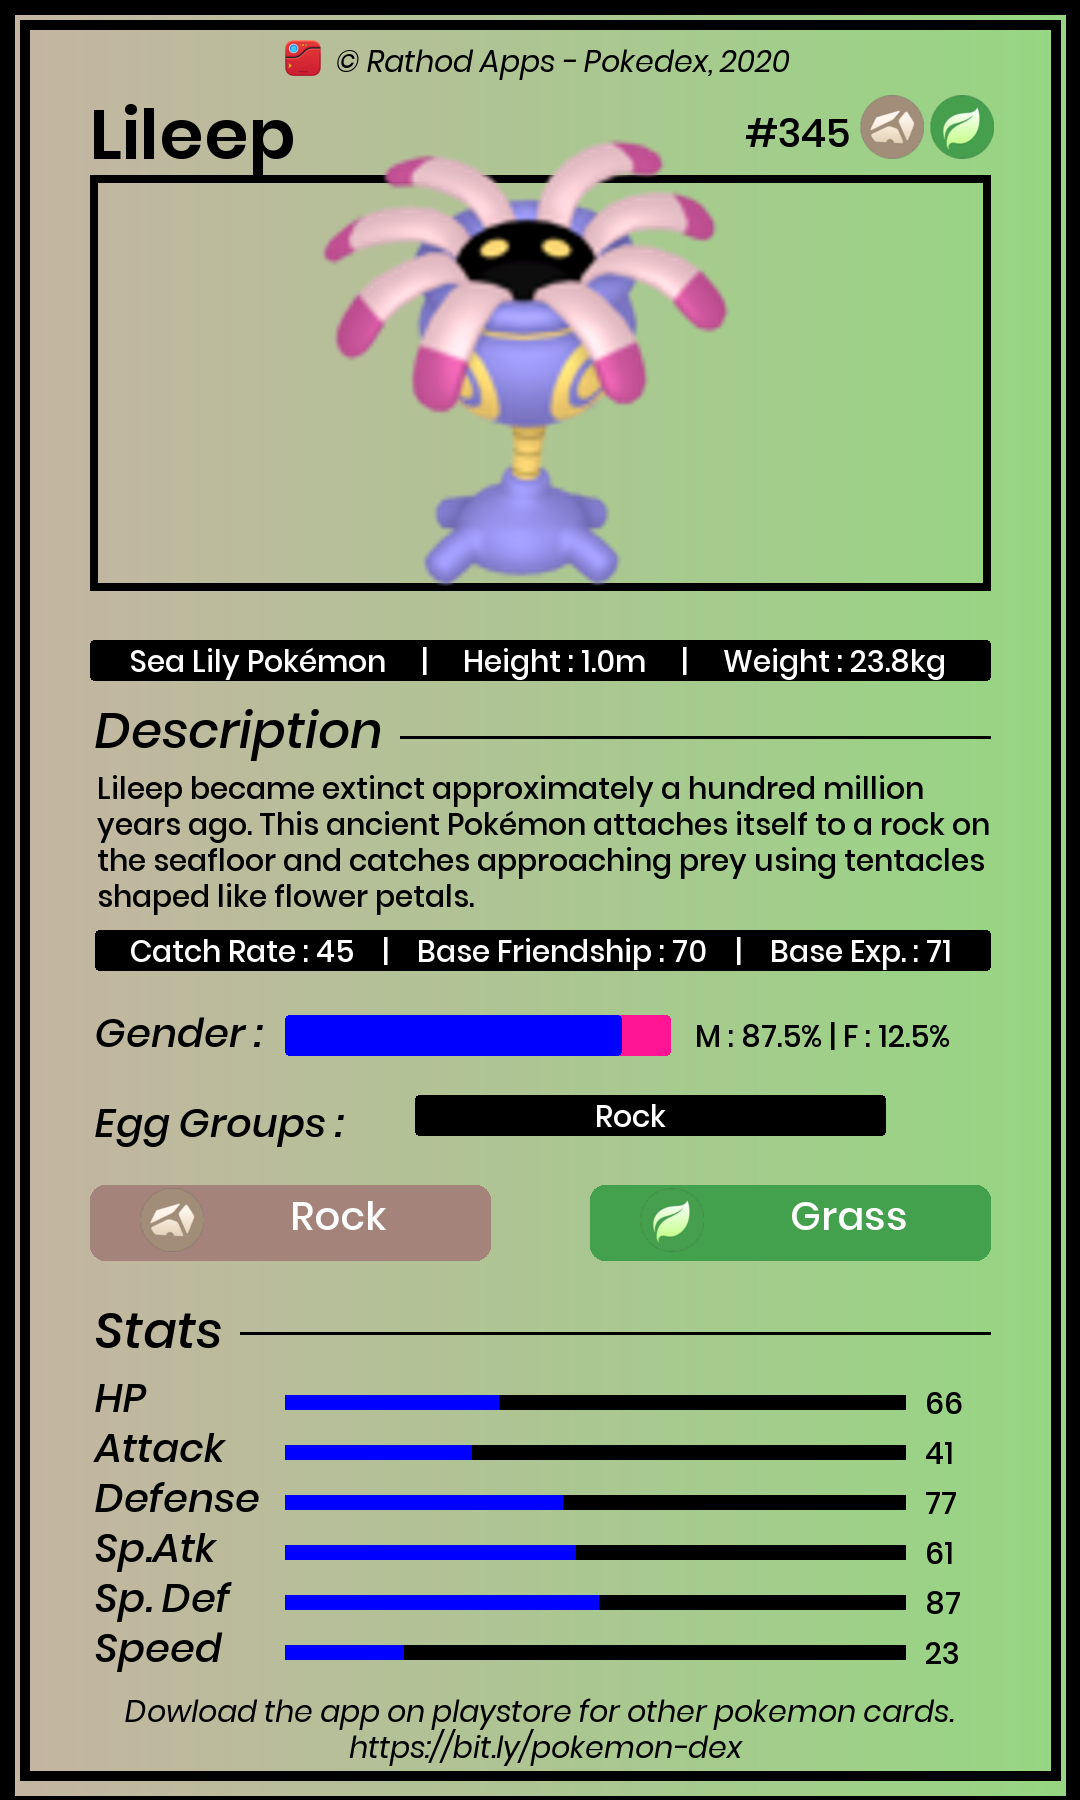 © Rathod Apps - Pokedex, 2020
Lileep #345
Sea Lily Pokémon | Height : 1.0m | Weight : 23.8kg
Description
Lileep became extinct approximately a hundred million
years ago. This ancient Pokémon attaches itself to a rock on
the seafloor and catches approaching prey using tentacles
shaped like flower petals.
Catch Rate : 45 | Base Friendship : 70 | Base Exp. : 71
Gender : M : 87.5% | F : 12.5%
Egg Groups : Rock
Rock Grass
Stats
HP 66
Attack 41
Defense 77
Sp.Atk 61
Sp. Def 87
Speed 23
Dowload the app on playstore for other pokemon cards.
https://bit.ly/pokemon-dex